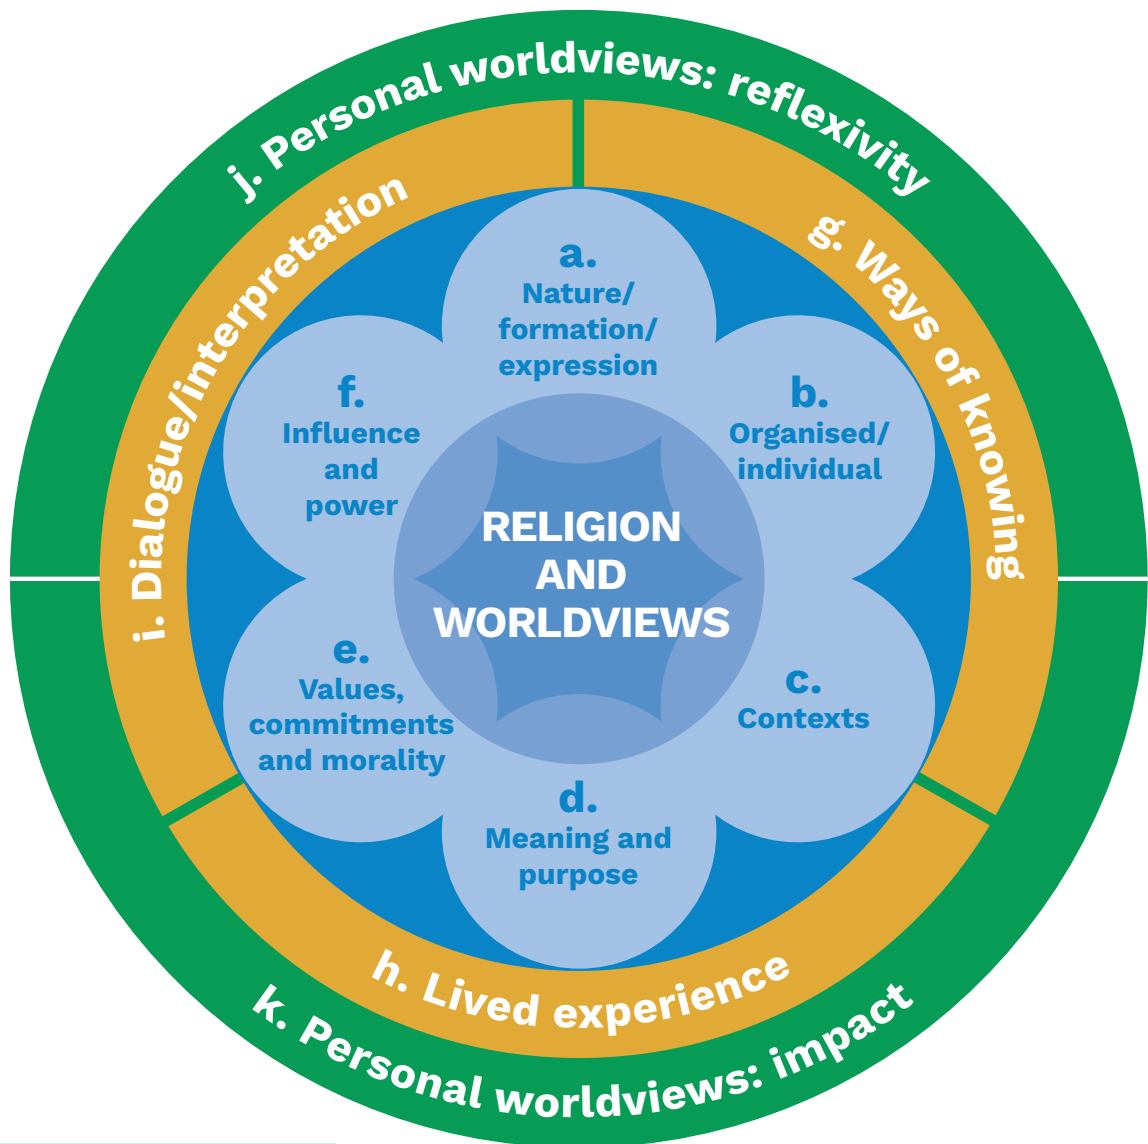 j. Personal worldviews: reflexivity
i. Dialogue/interpretation
g. Ways of knowing
a.
Nature/
formation/
expression
f.
Influence
and
power
b.
Organised/
individual
RELIGION
AND
WORLDVIEWS
e.
Values,
commitments
and morality
c.
Contexts
d.
Meaning and
purpose
h. Lived experience
k. Personal worldviews: impact